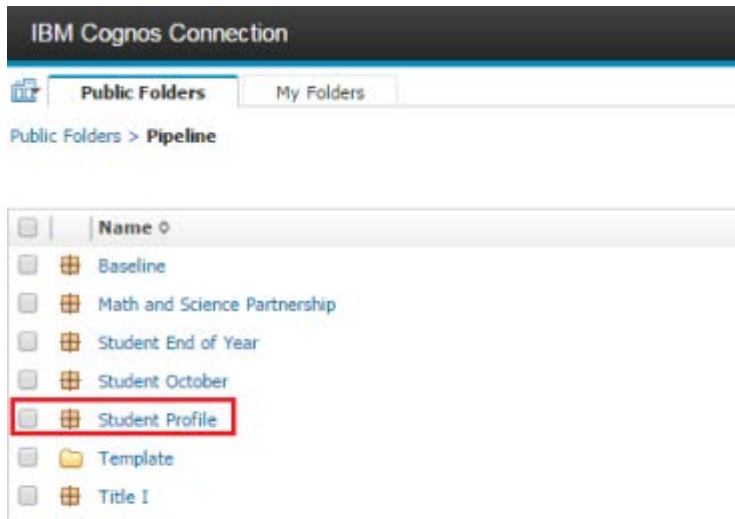 IBM Cognos Connection
Public Folders My Folders
Public Folders > Pipeline
Name
Baseline
Math and Science Partnership
Student End of Year
Student October
Student Profile
Template
Title I